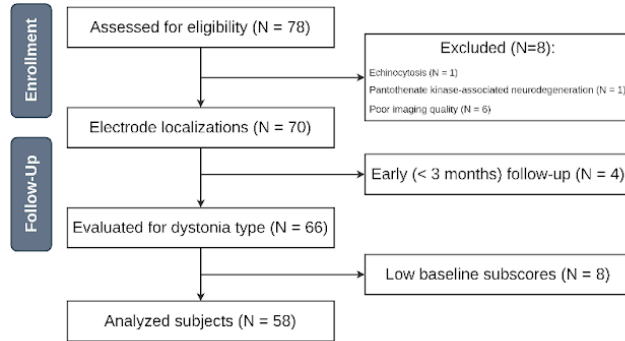 Enrollment
Assessed for eligibility (N = 78)
Excluded (N=8):
Echinocytosis (N = 1)
Pantothenate kinase-associated neurodegeneration (N = 1)
Poor imaging quality (N = 6)
Electrode localizations (N = 70)
Follow-Up
Early (< 3 months) follow-up (N = 4)
Evaluated for dystonia type (N = 66)
Low baseline subscores (N = 8)
Analyzed subjects (N = 58)